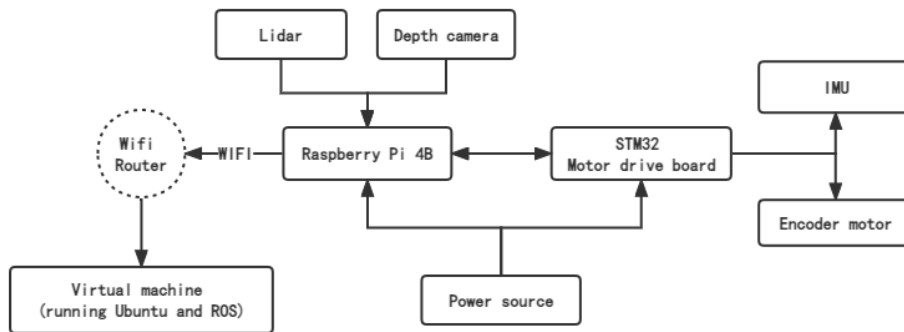 Lidar
Depth camera
IMU
Wifi
Router
WIFI
Raspberry Pi 4B
STM32
Motor drive board
Encoder motor
Virtual machine
(running Ubuntu and ROS)
Power source